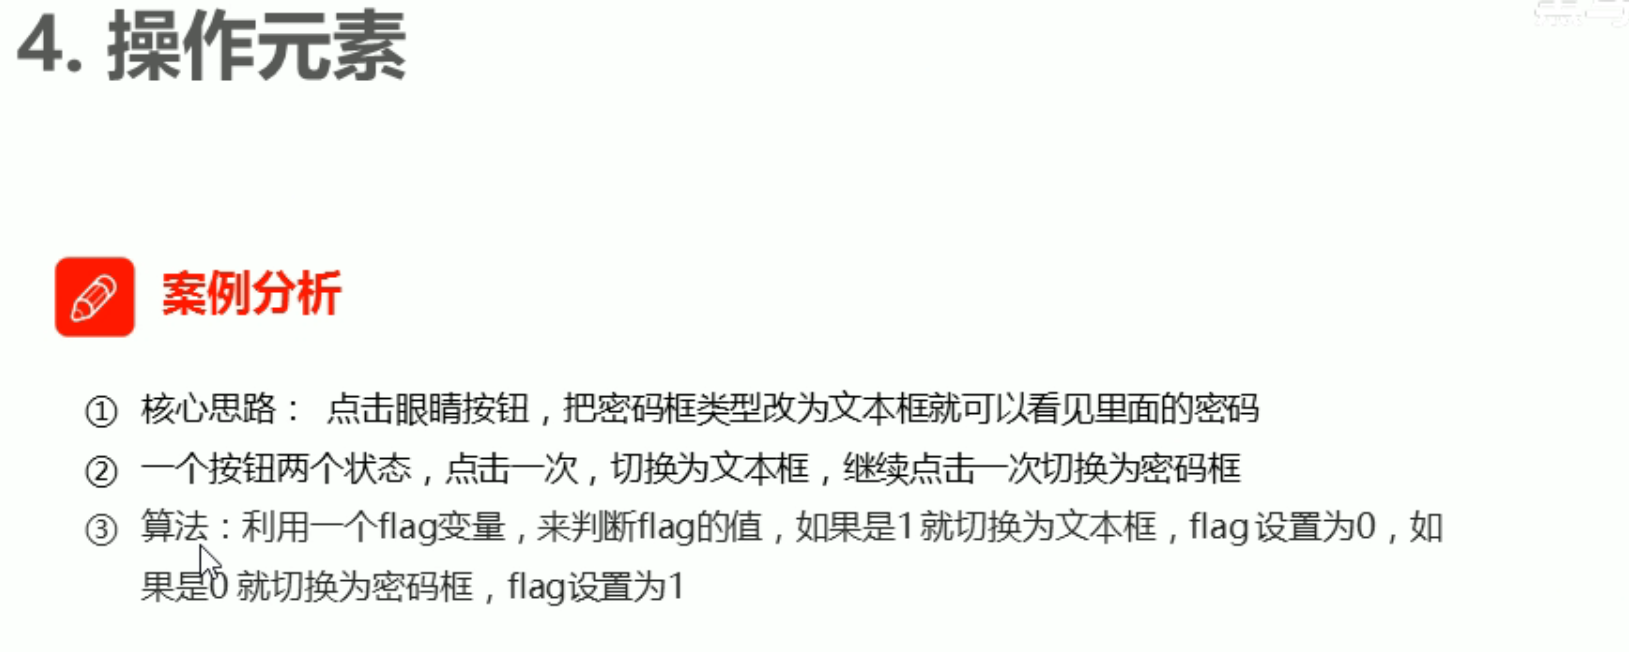 4. 操作元素
案例分析
① 核心思路： 点击眼睛按钮，把密码框类型改为文本框就可以看见里面的密码
② 一个按钮两个状态，点击一次，切换为文本框，继续点击一次切换为密码框
③ 算法：利用一个flag变量，来判断flag的值，如果是1 就切换为文本框，flag 设置为0，如
果是0 就切换为密码框，flag设置为1